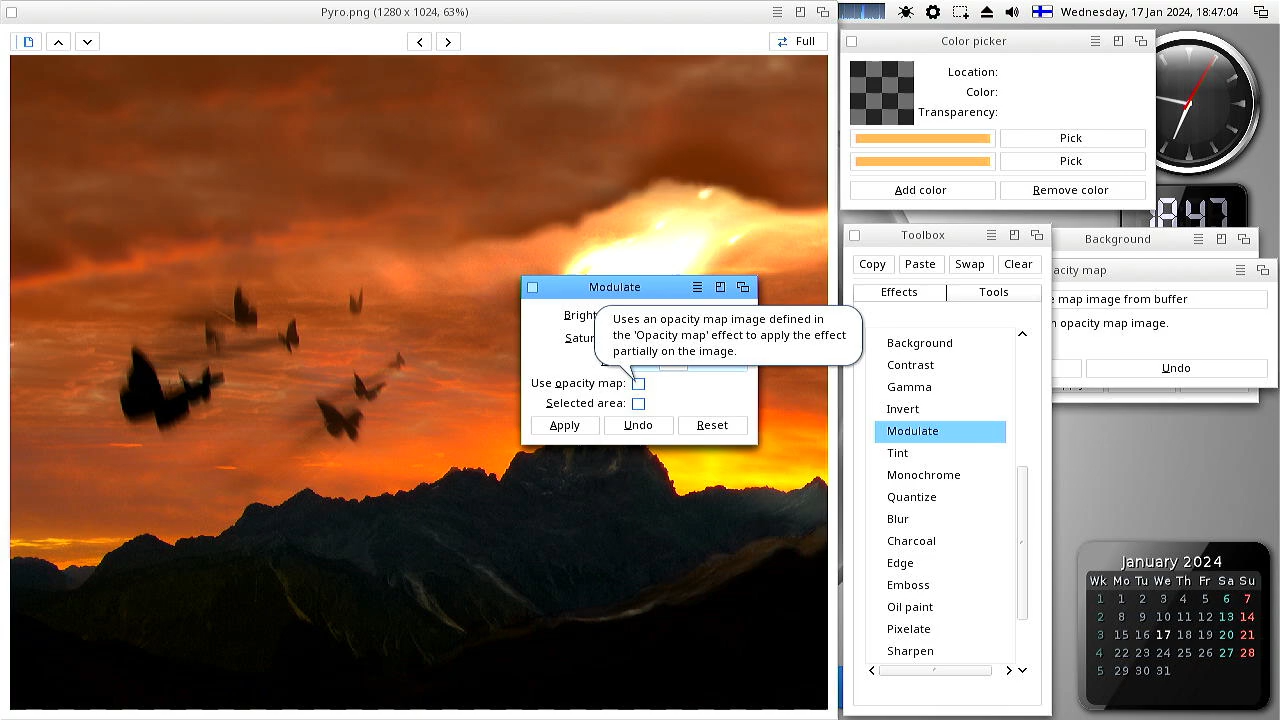 Pyro.png (1280 x 1024, 63%)
Wednesday, 17 Jan 2024, 18:47:04
Full
Color picker
Location:
Color:
Transparency:
Pick
Pick
Add color
Remove color
Toolbox
Copy
Paste
Swap
Clear
Effects
Tools
Background
Contrast
Gamma
Invert
Modulate
Tint
Monochrome
Quantize
Blur
Charcoal
Edge
Emboss
Oil paint
Pixelate
Sharpen
Background
acity map
e map image from buffer
opacity map image.
Undo
Modulate
Bright
Satur
Uses an opacity map image defined in
the 'Opacity map' effect to apply the effect
partially on the image.
Use opacity map:
Selected area:
Apply
Undo
Reset
January 2024
Wk Mo Tu We Th Fr Sa Su
1 1 2 3 4 5 6 7
2 8 9 10 11 12 13 14
3 15 16 17 18 19 20 21
4 22 23 24 25 26 27 28
5 29 30 31